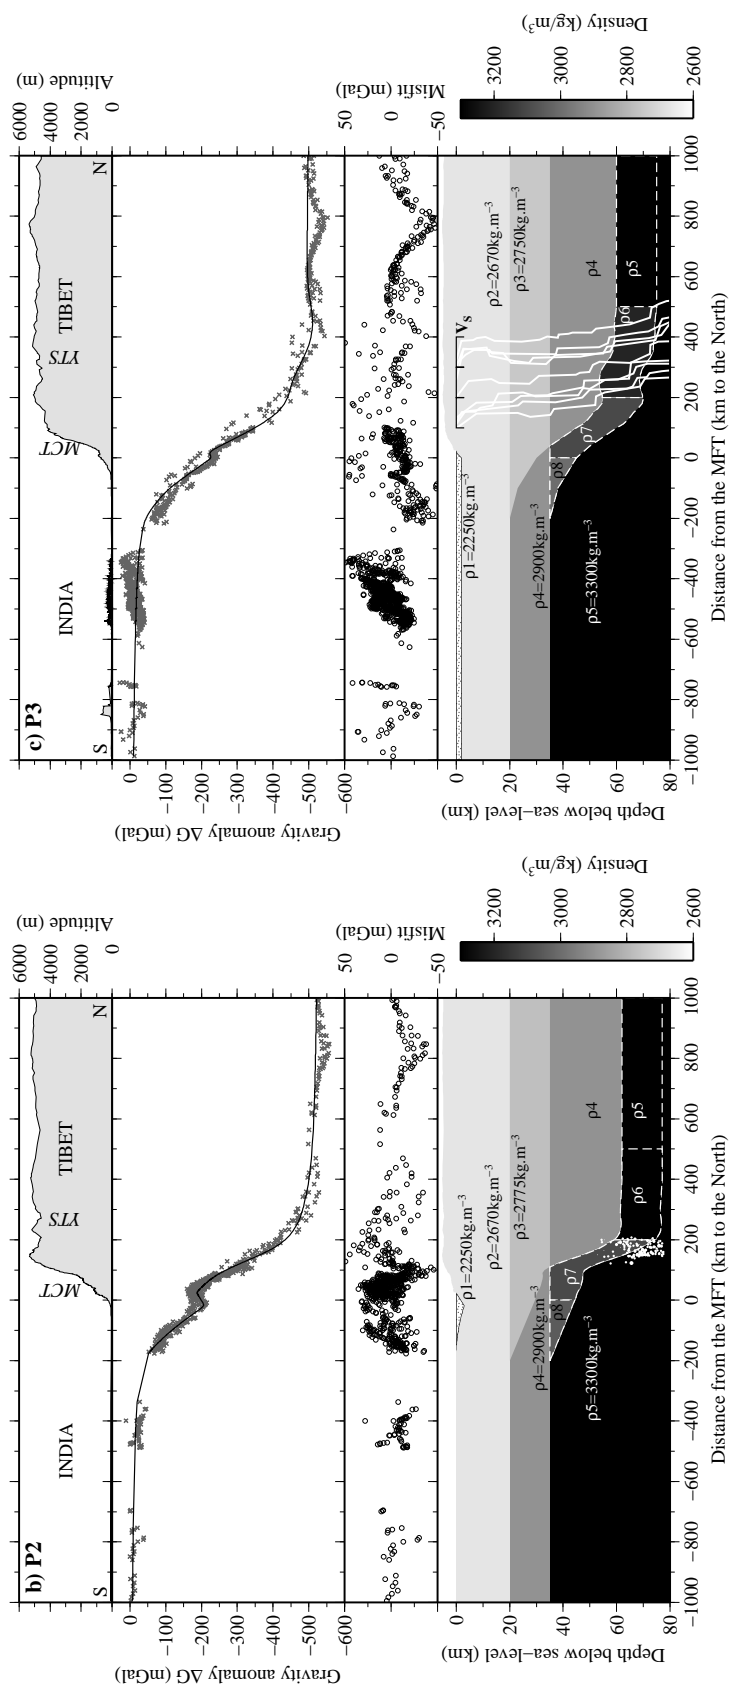 b) P2
S
N
INDIA
TIBET
MCT
YTS
6000
4000
2000
0
Altitude (m)
0
−100
−200
−300
−400
−500
−600
Gravity anomaly ΔG (mGal)
50
0
−50
Misfit (mGal)
0
20
40
60
80
Depth below sea−level (km)
ρ1=2250kg.m−3
ρ2=2670kg.m−3
ρ3=2775kg.m−3
ρ4=2900kg.m−3
ρ5=3300kg.m−3
ρ4
ρ5
ρ6
ρ7
ρ8
−1000 −800 −600 −400 −200 0 200 400 600 800 1000
Distance from the MFT (km to the North)
3200
3000
2800
2600
Density (kg/m3)
c) P3
S
N
INDIA
TIBET
MCT
YTS
6000
4000
2000
0
Altitude (m)
0
−100
−200
−300
−400
−500
−600
Gravity anomaly ΔG (mGal)
50
0
−50
Misfit (mGal)
0
20
40
60
80
Depth below sea−level (km)
ρ1=2250kg.m−3
ρ2=2670kg.m−3
ρ3=2750kg.m−3
ρ4=2900kg.m−3
ρ5=3300kg.m−3
Vs
ρ4
ρ5
ρ6
ρ7
ρ8
−1000 −800 −600 −400 −200 0 200 400 600 800 1000
Distance from the MFT (km to the North)
3200
3000
2800
2600
Density (kg/m3)